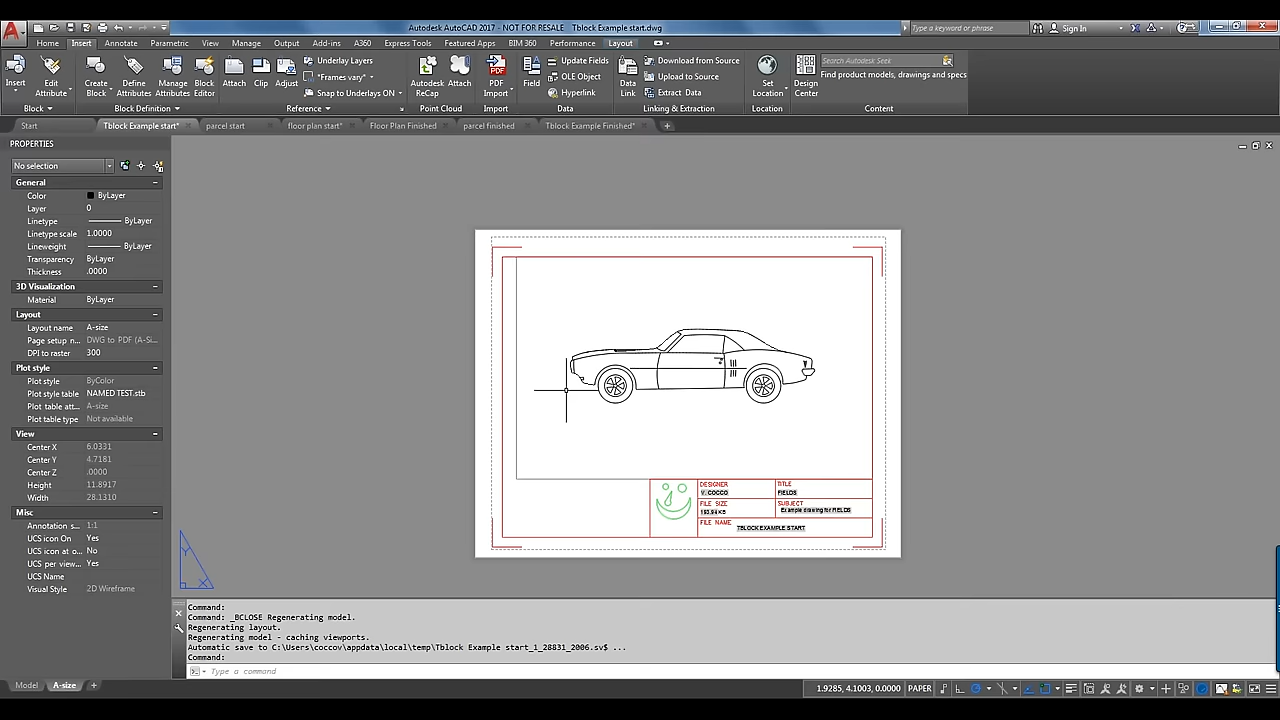 Autodesk AutoCAD 2017 - NOT FOR RESALE Tblock Example start.dwg
Type a keyword or phrase
Sign In
Home Insert Annotate Parametric View Manage Output Add-ins A360 Express Tools Featured Apps BIM 360 Performance Layout
Insert
Edit Attribute
Create Block
Define Attributes
Manage Attributes
Block Editor
Attach
Clip
Adjust
Underlay Layers
*Frames vary*
Snap to Underlays ON
Autodesk ReCap
Attach
PDF Import
Field
Update Fields
OLE Object
Hyperlink
Data Link
Download from Source
Upload to Source
Extract Data
Set Location
Design Center
Search Autodesk Seek
Find product models, drawings and specs
Block Block Definition Reference Point Cloud Import Data Linking & Extraction Location Content
Start Tblock Example start* parcel start floor plan start* Floor Plan Finished parcel finished Tblock Example Finished*
PROPERTIES
No selection
General
Color ByLayer
Layer 0
Linetype ByLayer
Linetype scale 1.0000
Lineweight ByLayer
Transparency ByLayer
Thickness .0000
3D Visualization
Material ByLayer
Layout
Layout name A-size
Page setup n... DWG to PDF (A-Si...
DPI to raster 300
Plot style
Plot style ByColor
Plot style table NAMED TEST.stb
Plot table att... A-size
Plot table type Not available
View
Center X 6.0331
Center Y 4.7181
Center Z .0000
Height 11.8917
Width 28.1310
Misc
Annotation s... 1:1
UCS icon On Yes
UCS icon at o... No
UCS per view... Yes
UCS Name
Visual Style 2D Wireframe
DESIGNER
V. COCCO
TITLE
FIELDS
FILE SIZE
SUBJECT
Example drawing for FIELDS
FILE NAME
TBLOCK EXAMPLE START
Y
X
Command:
Command: _BCLOSE Regenerating model.
Regenerating layout.
Regenerating model - caching viewports.
Automatic save to C:\Users\coccov\appdata\local\temp\Tblock Example start_1_28831_2006.sv$ ...
Command:
Type a command
Model A-size +
1.9285, 4.1003, 0.0000 PAPER